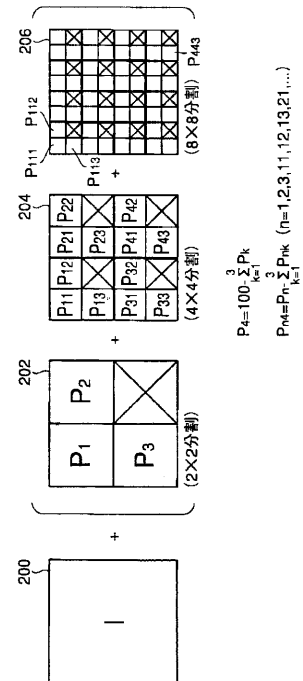 200
I
+
202
P1 P2
P3
(2×2分割)
+
204
P11 P12 P21 P22
P13 P23
P31 P32 P41 P42
P33 P43
(4×4分割)
+
206
P111 P112
P113
P443
(8×8分割)
P4=100-Σ[k=1..3]Pk
Pn4=Pn-Σ[k=1..3]Pnk (n=1,2,3,11,12,13,21,...)